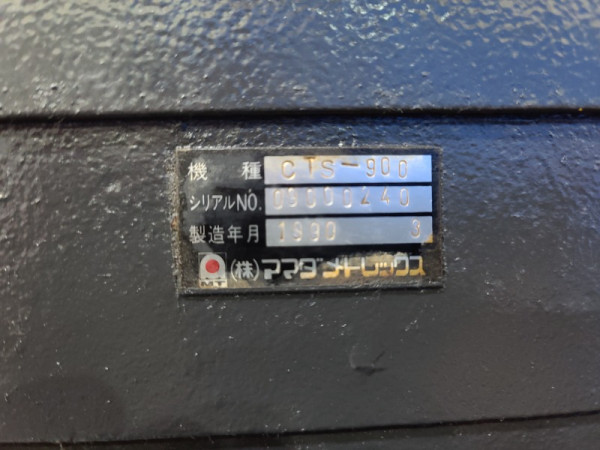 機種 CTS-900
シリアルNO. 09000440
製造年月 1990 3
(株)アマダメトレックス